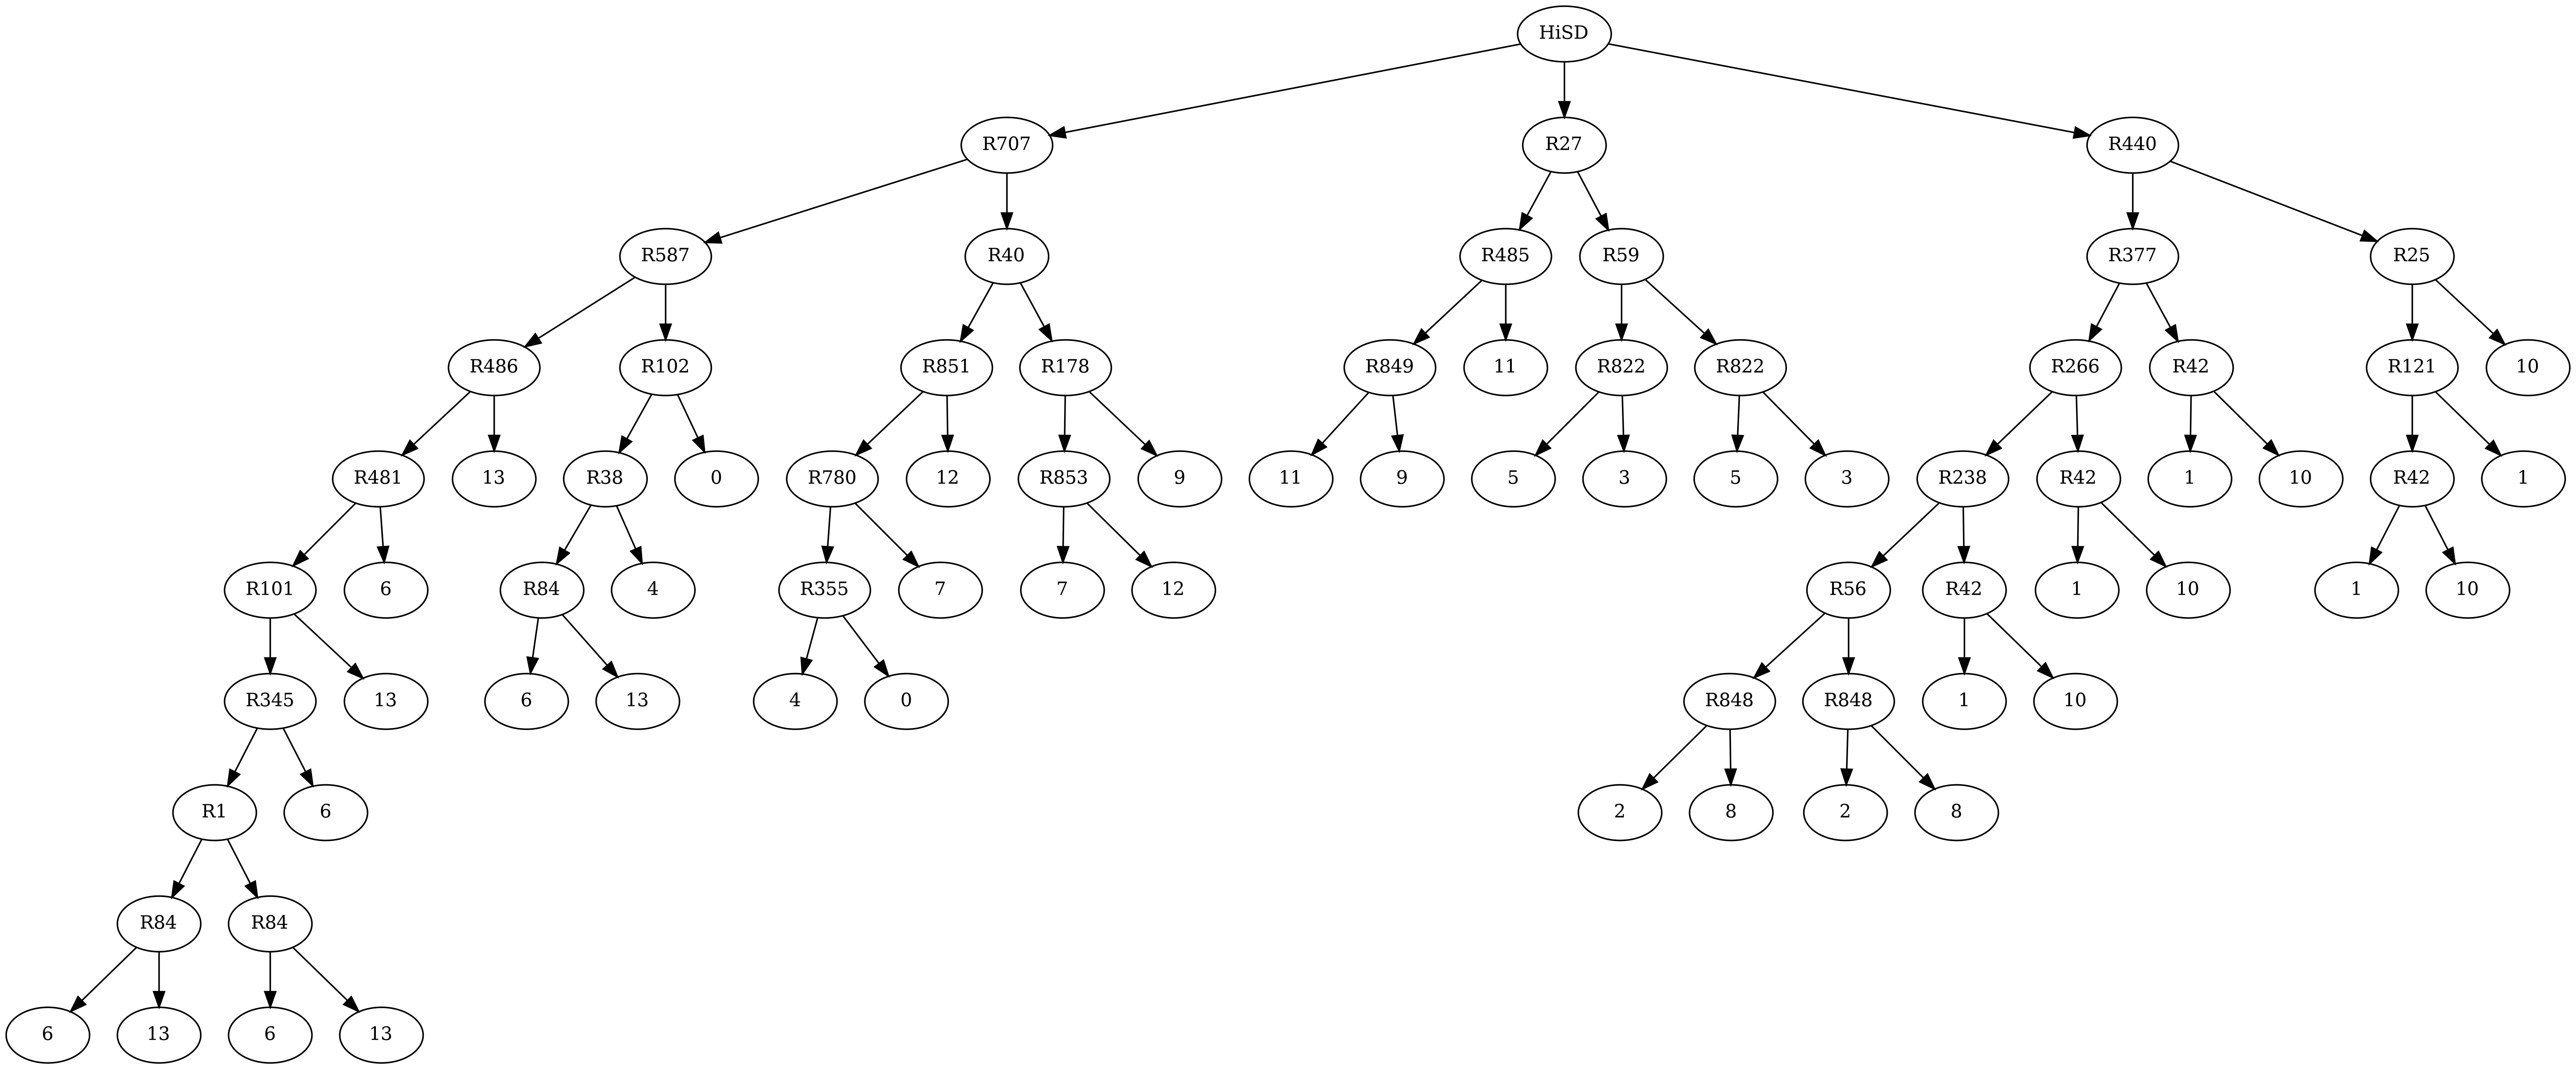 HiSD
R707 R27 R440
R587 R40 R485 R59 R377 R25
R486 R102 R851 R178 R849 11 R822 R822 R266 R42 R121 10
R481 13 R38 0 R780 12 R853 9 11 9 5 3 5 3 R238 R42 1 10 R42 1
R101 6 R84 4 R355 7 7 12 R56 R42 1 10 1 10
R345 13 6 13 4 0 R848 R848 1 10
R1 6 2 8 2 8
R84 R84
6 13 6 13